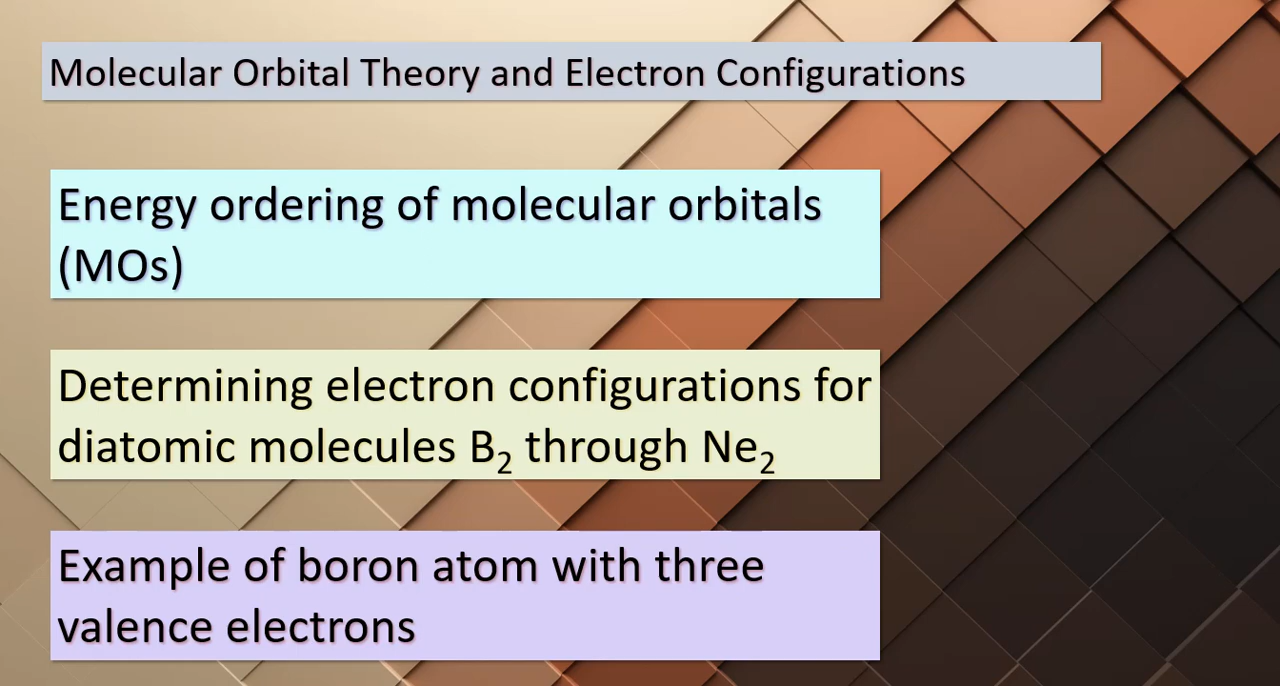 Molecular Orbital Theory and Electron Configurations
Energy ordering of molecular orbitals
(MOs)
Determining electron configurations for
diatomic molecules B₂ through Ne₂
Example of boron atom with three
valence electrons